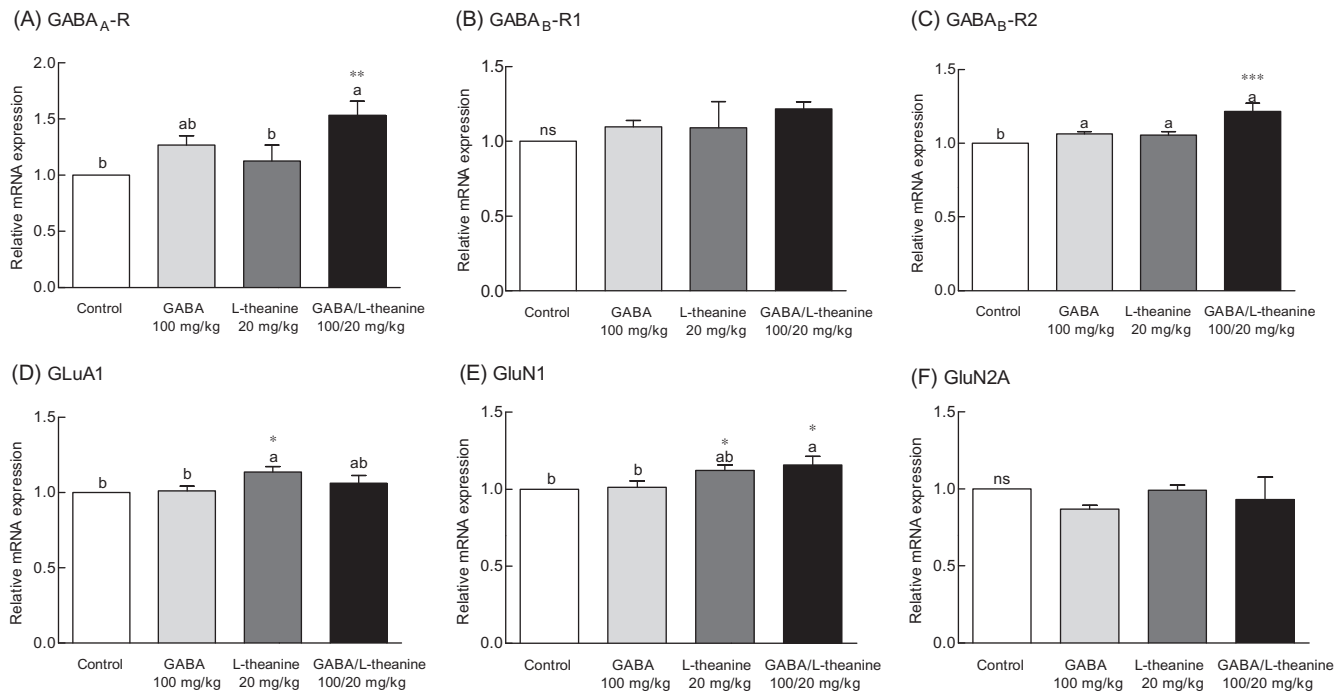 (A) GABA_A-R
Relative mRNA expression
2.0
1.5
1.0
0.5
0.0
b
ab
b
**
a
Control
GABA
100 mg/kg
L-theanine
20 mg/kg
GABA/L-theanine
100/20 mg/kg
(B) GABA_B-R1
Relative mRNA expression
1.5
1.0
0.5
0.0
ns
Control
GABA
100 mg/kg
L-theanine
20 mg/kg
GABA/L-theanine
100/20 mg/kg
(C) GABA_B-R2
Relative mRNA expression
1.5
1.0
0.5
0.0
b
a
a
***
a
Control
GABA
100 mg/kg
L-theanine
20 mg/kg
GABA/L-theanine
100/20 mg/kg
(D) GLuA1
Relative mRNA expression
1.5
1.0
0.5
0.0
b
b
*
a
ab
Control
GABA
100 mg/kg
L-theanine
20 mg/kg
GABA/L-theanine
100/20 mg/kg
(E) GluN1
Relative mRNA expression
1.5
1.0
0.5
0.0
b
b
*
ab
*
a
Control
GABA
100 mg/kg
L-theanine
20 mg/kg
GABA/L-theanine
100/20 mg/kg
(F) GluN2A
Relative mRNA expression
1.5
1.0
0.5
0.0
ns
Control
GABA
100 mg/kg
L-theanine
20 mg/kg
GABA/L-theanine
100/20 mg/kg